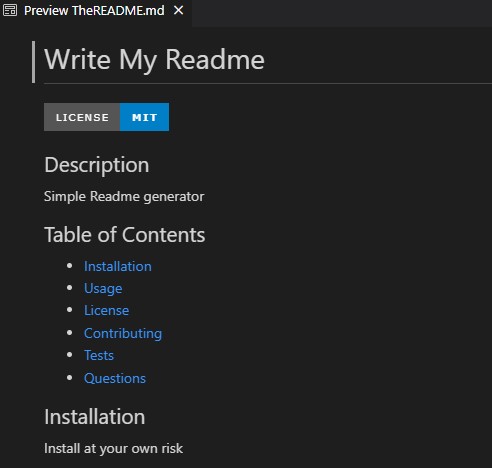 Preview TheREADME.md
Write My Readme
LICENSE MIT
Description
Simple Readme generator
Table of Contents
Installation
Usage
License
Contributing
Tests
Questions
Installation
Install at your own risk